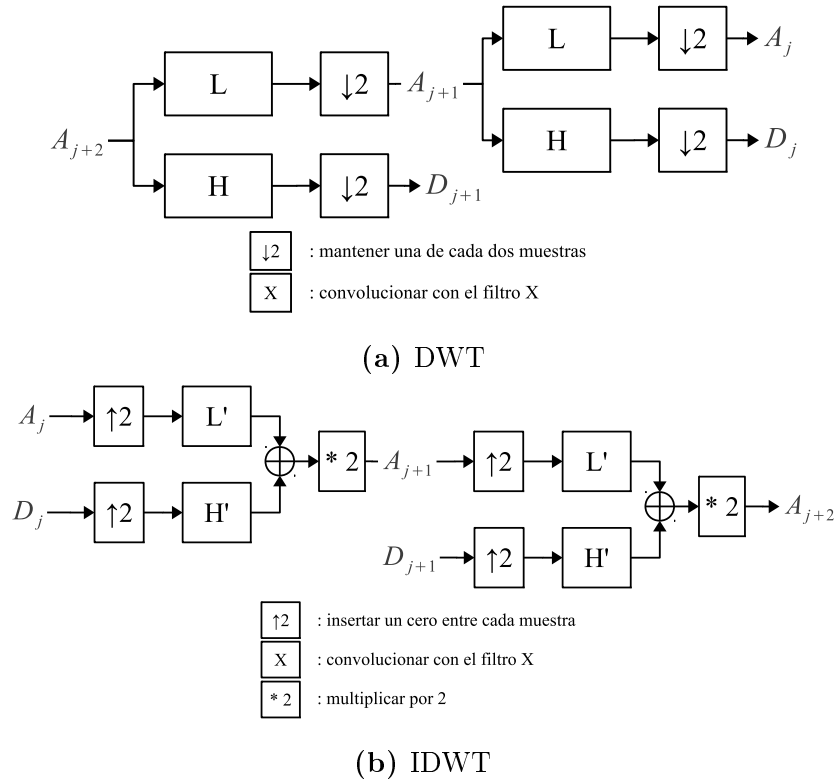 L ↓2 A_j
L ↓2 A_{j+1}
H ↓2 D_j
A_{j+2}
H ↓2 D_{j+1}
↓2 : mantener una de cada dos muestras
X : convolucionar con el filtro X
(a) DWT
A_j ↑2 L'
* 2 A_{j+1} ↑2 L'
D_j ↑2 H'
* 2 A_{j+2}
D_{j+1} ↑2 H'
↑2 : insertar un cero entre cada muestra
X : convolucionar con el filtro X
* 2 : multiplicar por 2
(b) IDWT